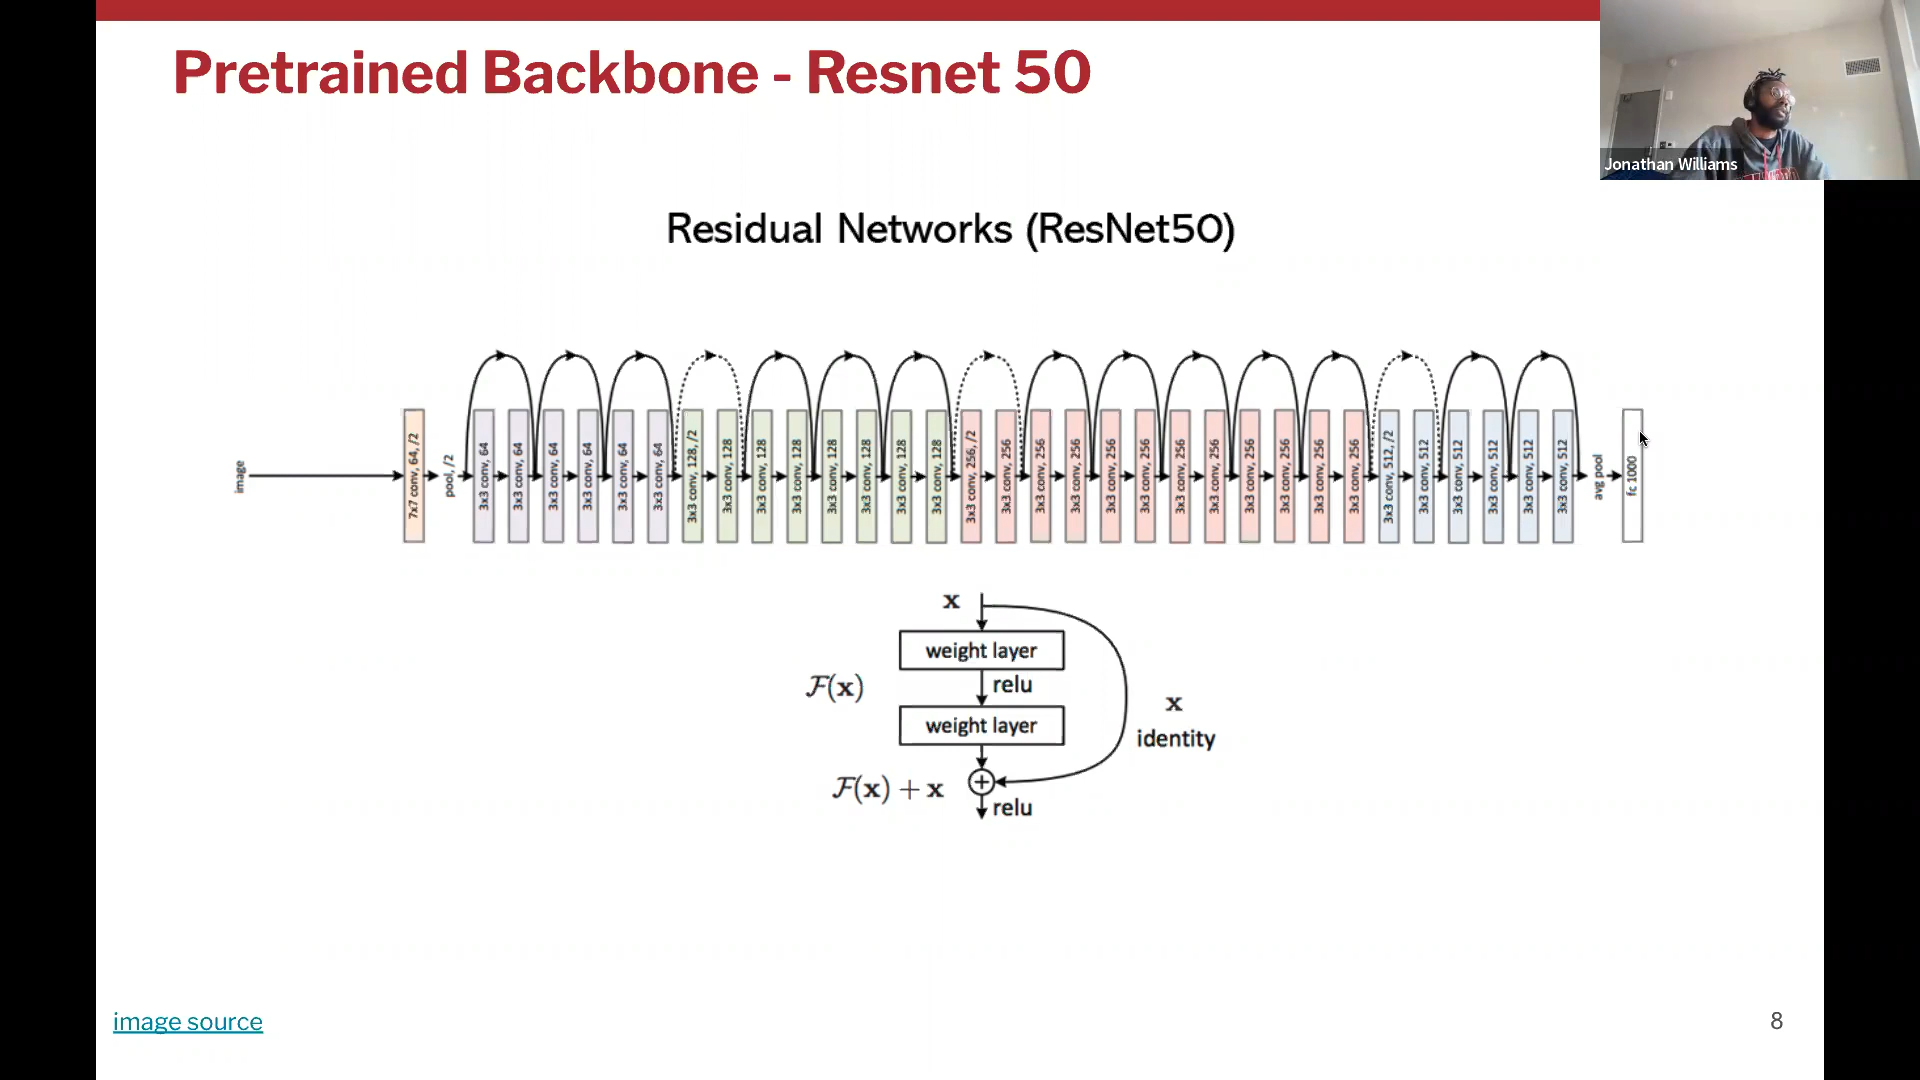 Pretrained Backbone - Resnet 50
Jonathan Williams
Residual Networks (ResNet50)
image
7x7 conv, 64, /2
pool, /2
3x3 conv, 64
3x3 conv, 64
3x3 conv, 64
3x3 conv, 64
3x3 conv, 64
3x3 conv, 64
3x3 conv, 128, /2
3x3 conv, 128
3x3 conv, 128
3x3 conv, 128
3x3 conv, 128
3x3 conv, 128
3x3 conv, 128
3x3 conv, 128
3x3 conv, 256, /2
3x3 conv, 256
3x3 conv, 256
3x3 conv, 256
3x3 conv, 256
3x3 conv, 256
3x3 conv, 256
3x3 conv, 256
3x3 conv, 256
3x3 conv, 256
3x3 conv, 256
3x3 conv, 256
3x3 conv, 512, /2
3x3 conv, 512
3x3 conv, 512
3x3 conv, 512
3x3 conv, 512
3x3 conv, 512
avg pool
fc 1000
x
weight layer
F(x)
relu
weight layer
x
identity
F(x) + x
+
relu
image source
8